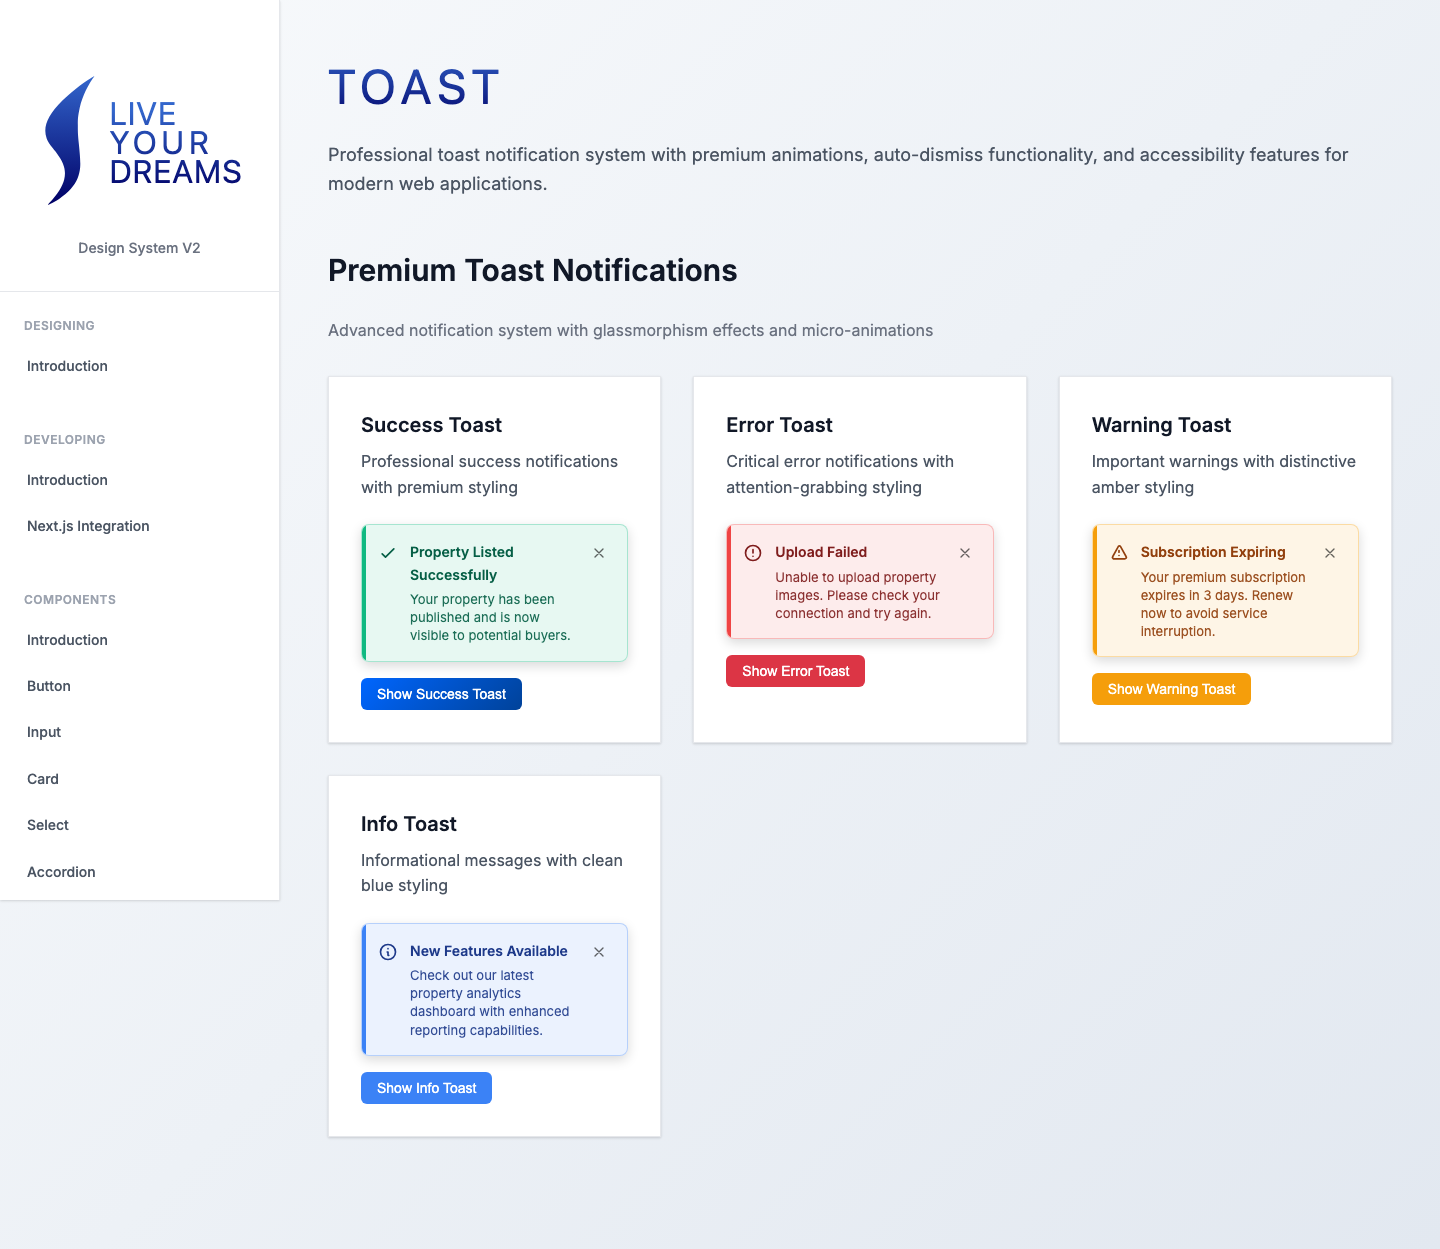 LIVE
YOUR
DREAMS
Design System V2
DESIGNING
Introduction
DEVELOPING
Introduction
Next.js Integration
COMPONENTS
Introduction
Button
Input
Card
Select
Accordion
TOAST
Professional toast notification system with premium animations, auto-dismiss functionality, and accessibility features for
modern web applications.
Premium Toast Notifications
Advanced notification system with glassmorphism effects and micro-animations
Success Toast
Professional success notifications
with premium styling
Property Listed
Successfully
Your property has been
published and is now
visible to potential buyers.
Show Success Toast
Error Toast
Critical error notifications with
attention-grabbing styling
Upload Failed
Unable to upload property
images. Please check your
connection and try again.
Show Error Toast
Warning Toast
Important warnings with distinctive
amber styling
Subscription Expiring
Your premium subscription
expires in 3 days. Renew
now to avoid service
interruption.
Show Warning Toast
Info Toast
Informational messages with clean
blue styling
New Features Available
Check out our latest
property analytics
dashboard with enhanced
reporting capabilities.
Show Info Toast